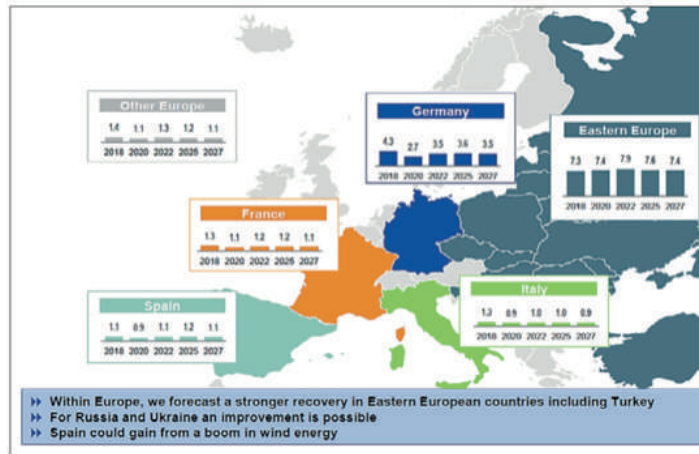 Other Europe
1.4 1.1 1.3 1.2 1.1
2018 2020 2022 2025 2027
Germany
4.3 2.7 3.5 3.6 3.5
2018 2020 2022 2025 2027
Eastern Europe
7.3 7.4 7.9 7.6 7.4
2018 2020 2022 2025 2027
France
1.3 1.1 1.2 1.2 1.1
2018 2020 2022 2025 2027
Spain
1.1 0.9 1.1 1.2 1.1
2018 2020 2022 2025 2027
Italy
1.3 0.9 1.0 1.0 0.9
2018 2020 2022 2025 2027
Within Europe, we forecast a stronger recovery in Eastern European countries including Turkey
For Russia and Ukraine an improvement is possible
Spain could gain from a boom in wind energy